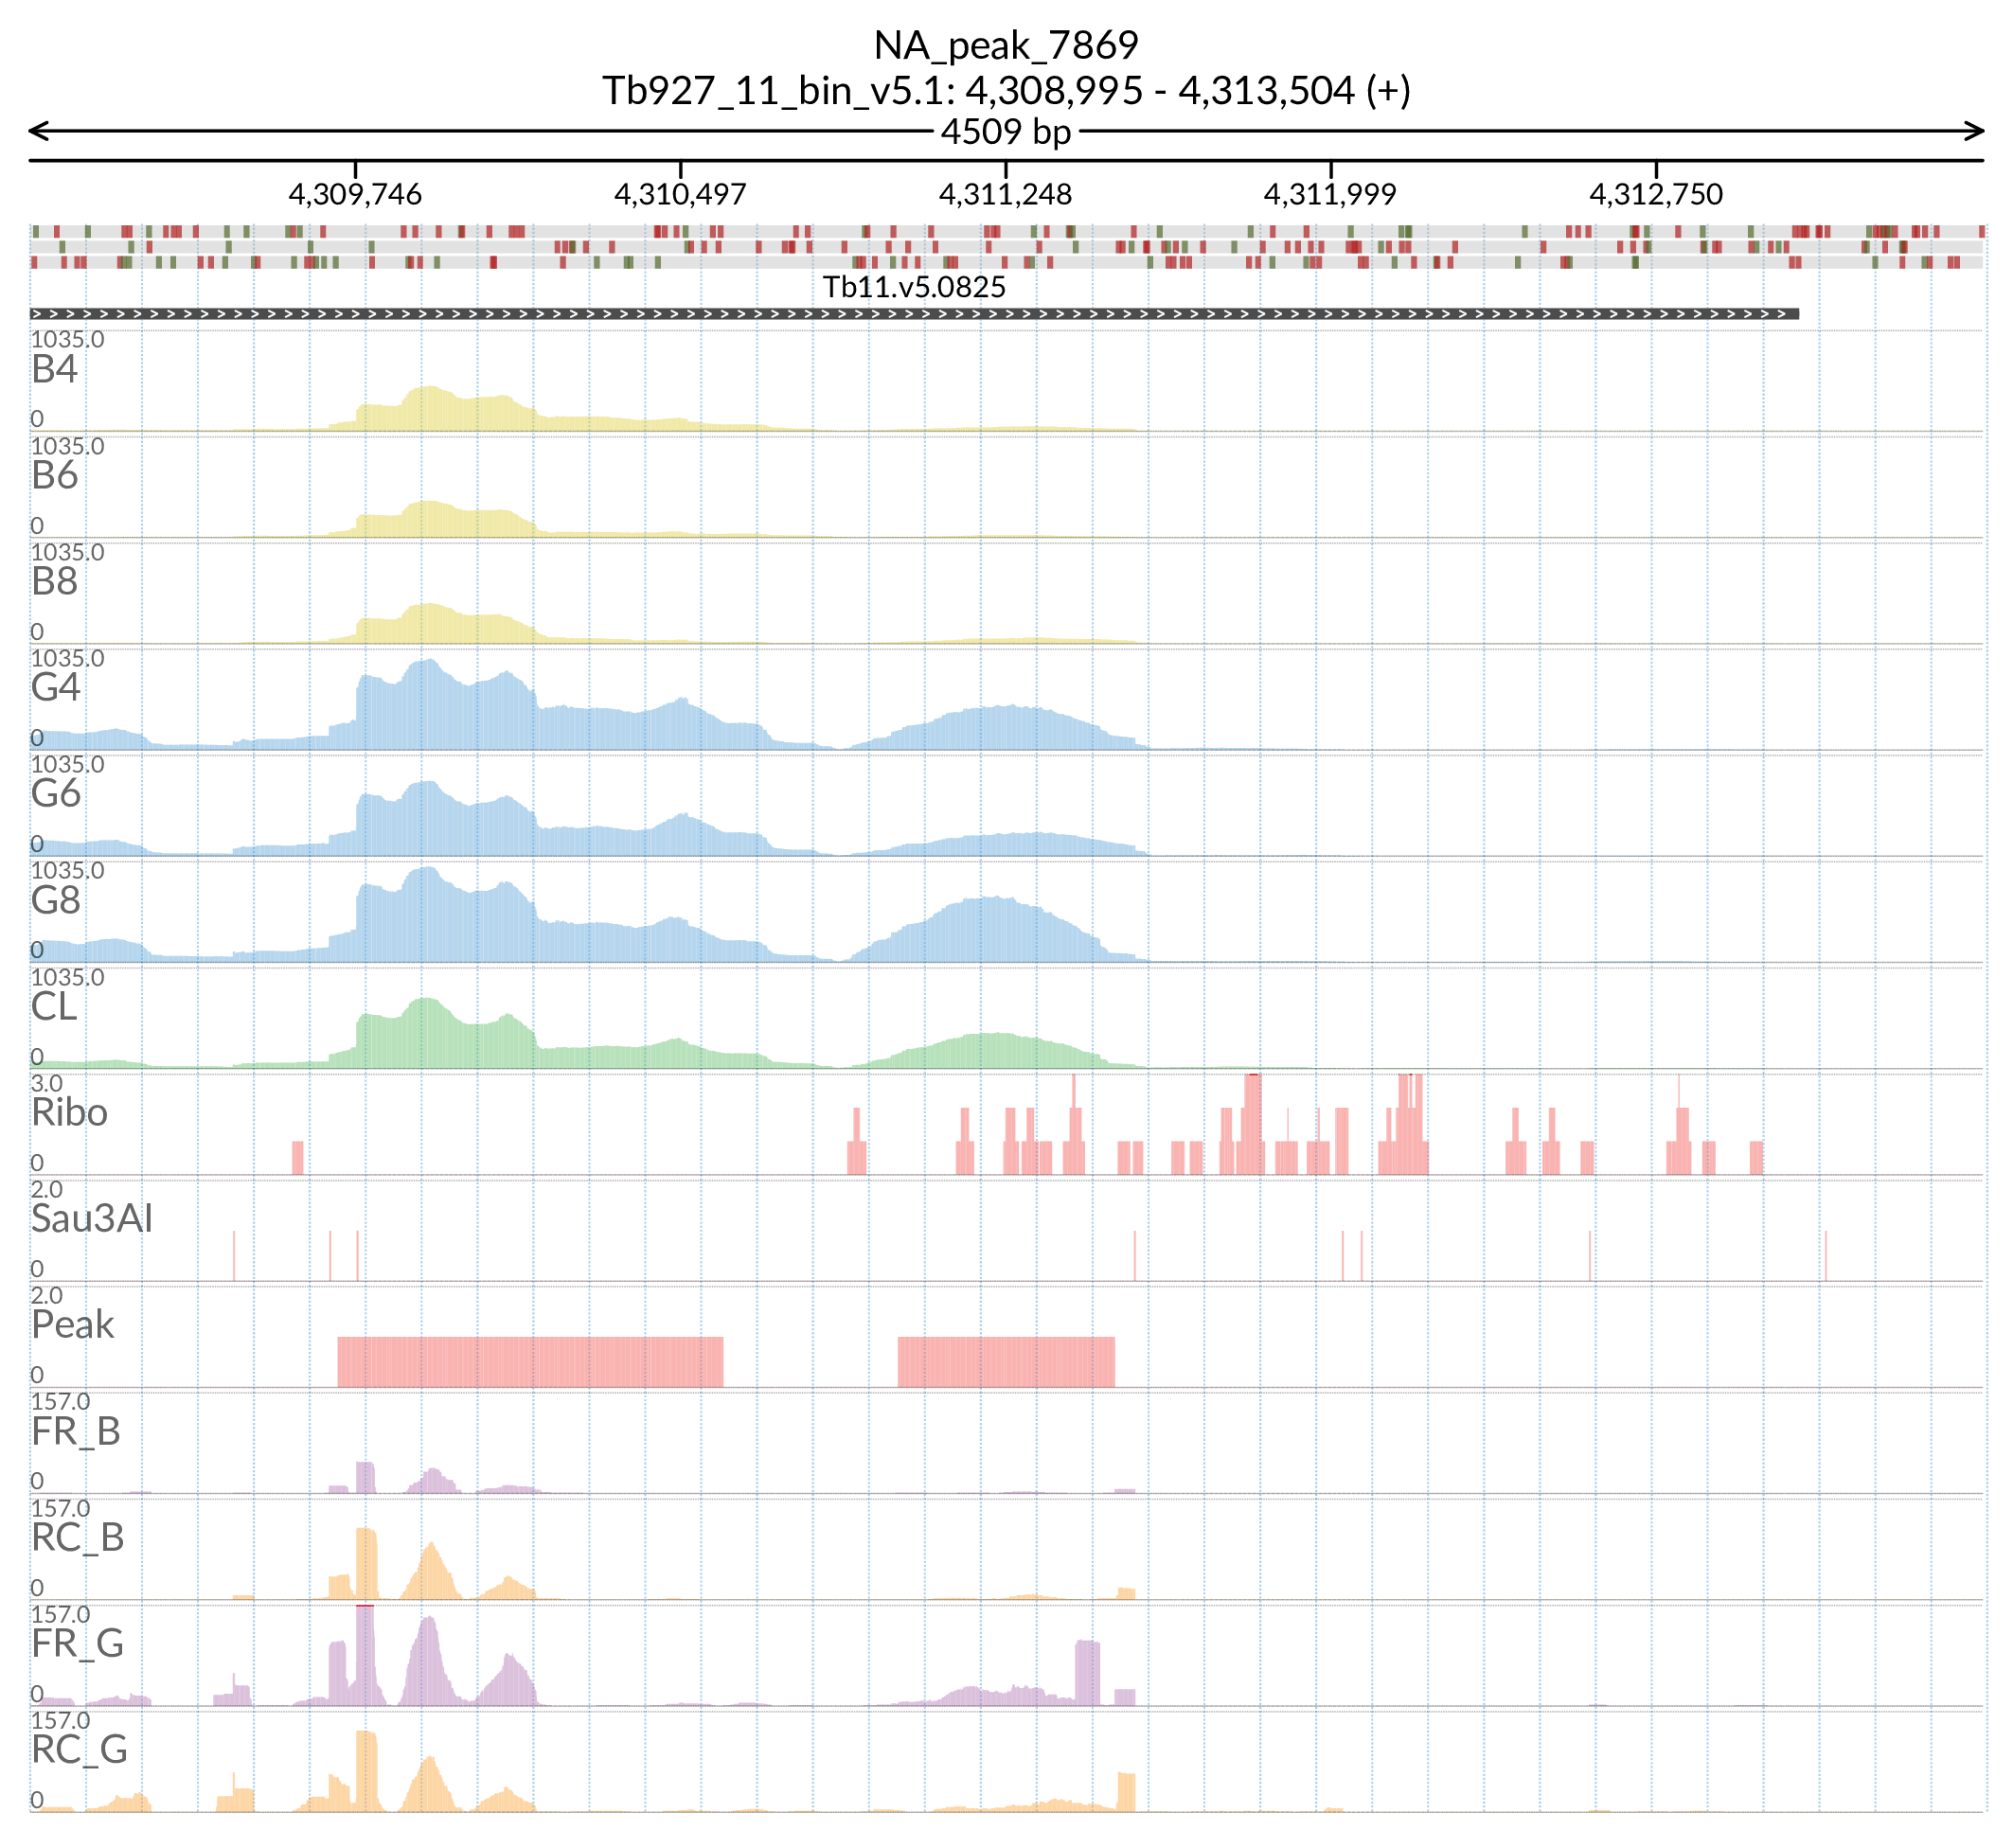 NA_peak_7869
Tb927_11_bin_v5.1: 4,308,995 - 4,313,504 (+)
4509 bp
4,309,746 4,310,497 4,311,248 4,311,999 4,312,750
Tb11.v5.0825
1035.0
B4
0
1035.0
B6
0
1035.0
B8
0
1035.0
G4
0
1035.0
G6
0
1035.0
G8
0
1035.0
CL
0
3.0
Ribo
0
2.0
Sau3AI
0
2.0
Peak
0
157.0
FR_B
0
157.0
RC_B
0
157.0
FR_G
0
157.0
RC_G
0